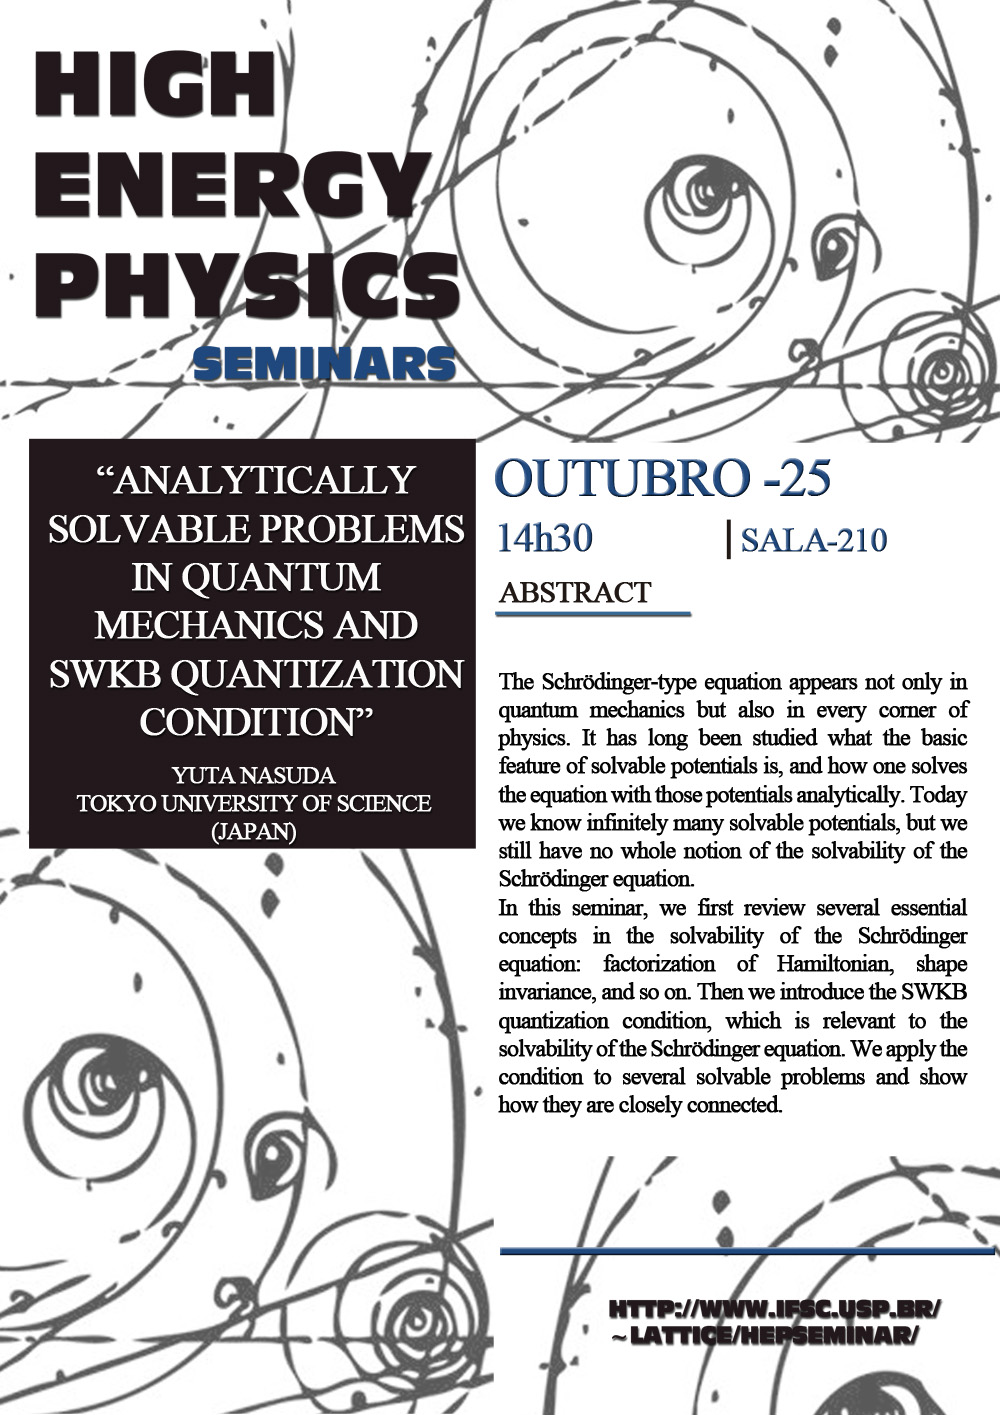 HIGH
ENERGY
PHYSICS
SEMINARS
“ANALYTICALLY
SOLVABLE PROBLEMS
IN QUANTUM
MECHANICS AND
SWKB QUANTIZATION
CONDITION”
YUTA NASUDA
TOKYO UNIVERSITY OF SCIENCE
(JAPAN)
OUTUBRO -25
14h30 | SALA-210
ABSTRACT
The Schrödinger-type equation appears not only in
quantum mechanics but also in every corner of
physics. It has long been studied what the basic
feature of solvable potentials is, and how one solves
the equation with those potentials analytically. Today
we know infinitely many solvable potentials, but we
still have no whole notion of the solvability of the
Schrödinger equation.
In this seminar, we first review several essential
concepts in the solvability of the Schrödinger
equation: factorization of Hamiltonian, shape
invariance, and so on. Then we introduce the SWKB
quantization condition, which is relevant to the
solvability of the Schrödinger equation. We apply the
condition to several solvable problems and show
how they are closely connected.
HTTP://WWW.IFSC.USP.BR/
~LATTICE/HEPSEMINAR/